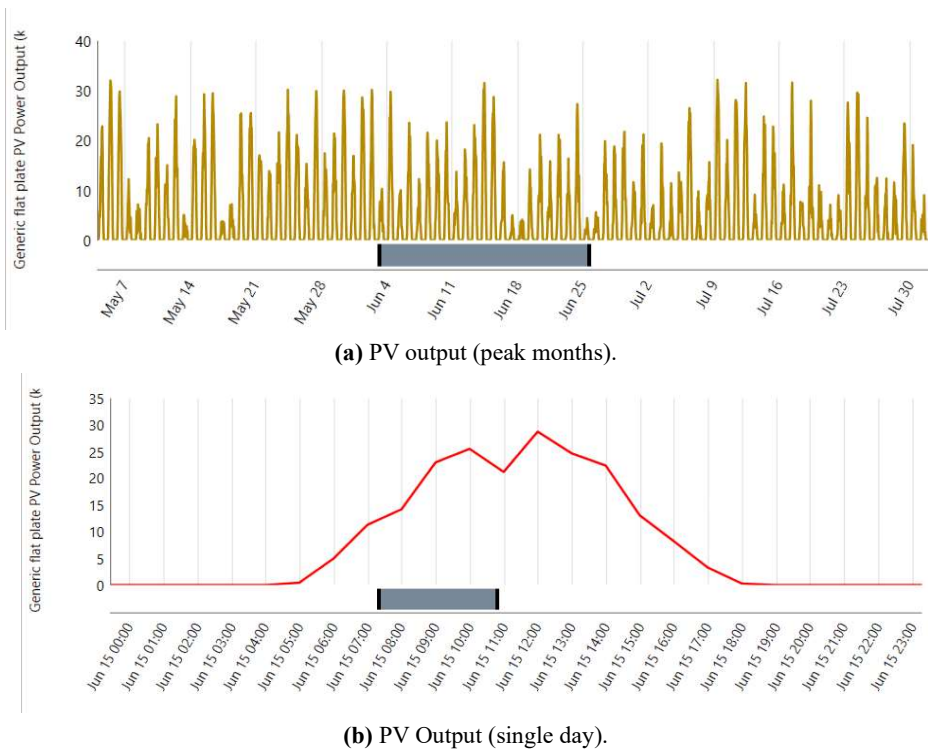 Generic flat plate PV Power Output (k
40
30
20
10
0
May 7
May 14
May 21
May 28
Jun 4
Jun 11
Jun 18
Jun 25
Jul 2
Jul 9
Jul 16
Jul 23
Jul 30
(a) PV output (peak months).
Generic flat plate PV Power Output (k
35
30
25
20
15
10
5
0
Jun 15 00:00
Jun 15 01:00
Jun 15 02:00
Jun 15 03:00
Jun 15 04:00
Jun 15 05:00
Jun 15 06:00
Jun 15 07:00
Jun 15 08:00
Jun 15 09:00
Jun 15 10:00
Jun 15 11:00
Jun 15 12:00
Jun 15 13:00
Jun 15 14:00
Jun 15 15:00
Jun 15 16:00
Jun 15 17:00
Jun 15 18:00
Jun 15 19:00
Jun 15 20:00
Jun 15 21:00
Jun 15 22:00
Jun 15 23:00
(b) PV Output (single day).